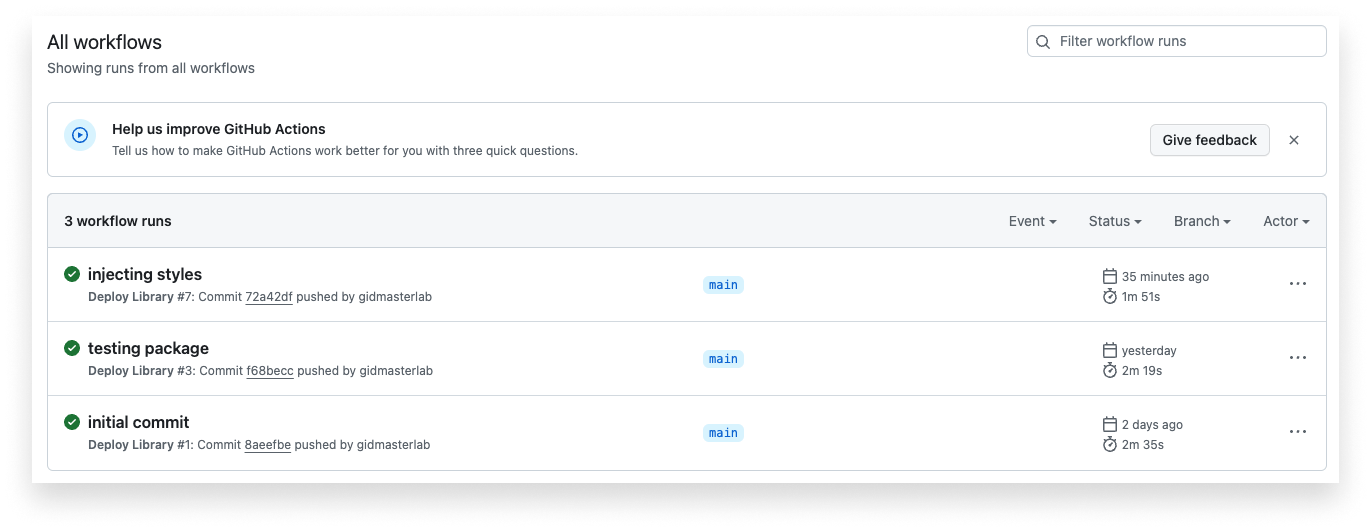 All workflows
Filter workflow runs
Showing runs from all workflows
Help us improve GitHub Actions
Tell us how to make GitHub Actions work better for you with three quick questions.
Give feedback
3 workflow runs
Event
Status
Branch
Actor
injecting styles
Deploy Library #7: Commit 72a42df pushed by gidmasterlab
main
35 minutes ago
1m 51s
testing package
Deploy Library #3: Commit f68becc pushed by gidmasterlab
main
yesterday
2m 19s
initial commit
Deploy Library #1: Commit 8aeefbe pushed by gidmasterlab
main
2 days ago
2m 35s